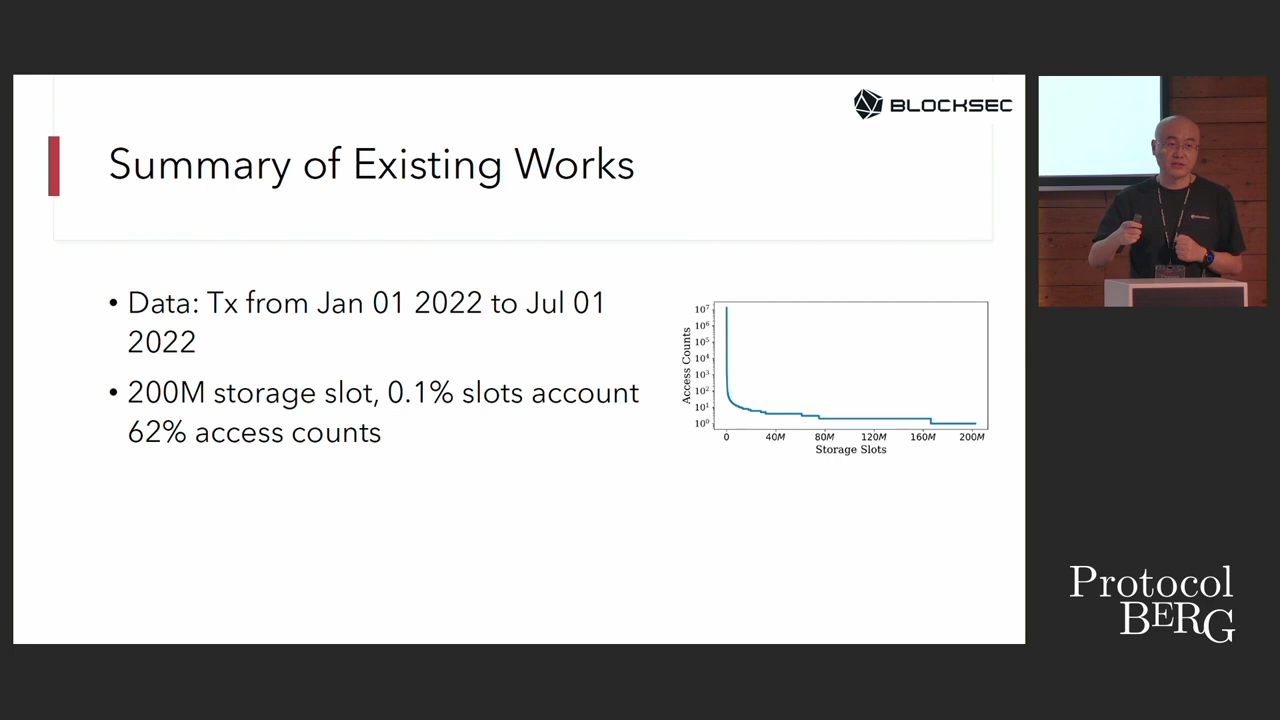 BLOCKSEC
Summary of Existing Works
• Data: Tx from Jan 01 2022 to Jul 01
2022
• 200M storage slot, 0.1% slots account
62% access counts
Access Counts
10⁷
10⁶
10⁵
10⁴
10³
10²
10¹
10⁰
0 40M 80M 120M 160M 200M
Storage Slots
Protocol
BERG